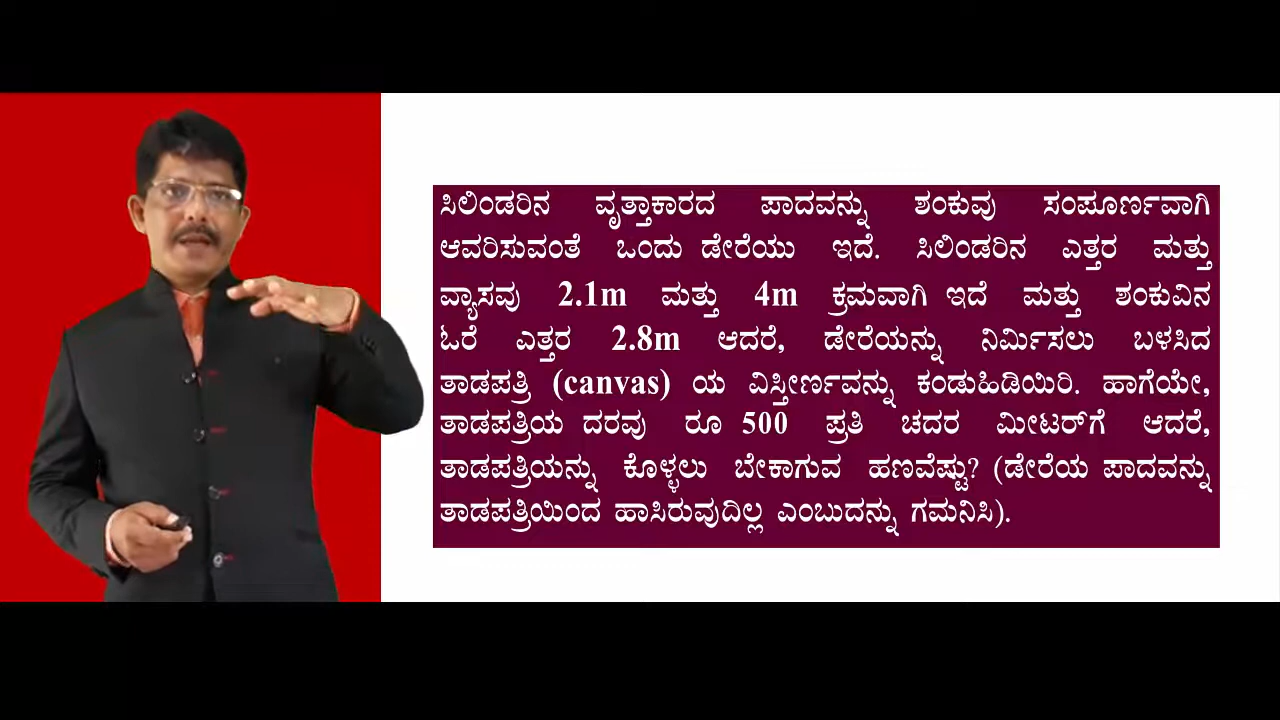 ಸಿಲಿಂಡರಿನ ವೃತ್ತಾಕಾರದ ಪಾದವನ್ನು ಶಂಕುವು ಸಂಪೂರ್ಣವಾಗಿ
ಆವರಿಸುವಂತೆ ಒಂದು ಡೇರೆಯು ಇದೆ. ಸಿಲಿಂಡರಿನ ಎತ್ತರ ಮತ್ತು
ವ್ಯಾಸವು 2.1m ಮತ್ತು 4m ಕ್ರಮವಾಗಿ ಇದೆ ಮತ್ತು ಶಂಕುವಿನ
ಓರೆ ಎತ್ತರ 2.8m ಆದರೆ, ಡೇರೆಯನ್ನು ನಿರ್ಮಿಸಲು ಬಳಸಿದ
ತಾಡಪತ್ರಿ (canvas) ಯ ವಿಸ್ತೀರ್ಣವನ್ನು ಕಂಡುಹಿಡಿಯಿರಿ. ಹಾಗೆಯೇ,
ತಾಡಪತ್ರಿಯ ದರವು ರೂ 500 ಪ್ರತಿ ಚದರ ಮೀಟರ್‌ಗೆ ಆದರೆ,
ತಾಡಪತ್ರಿಯನ್ನು ಕೊಳ್ಳಲು ಬೇಕಾಗುವ ಹಣವೆಷ್ಟು? (ಡೇರೆಯ ಪಾದವನ್ನು
ತಾಡಪತ್ರಿಯಿಂದ ಹಾಸಿರುವುದಿಲ್ಲ ಎಂಬುದನ್ನು ಗಮನಿಸಿ).